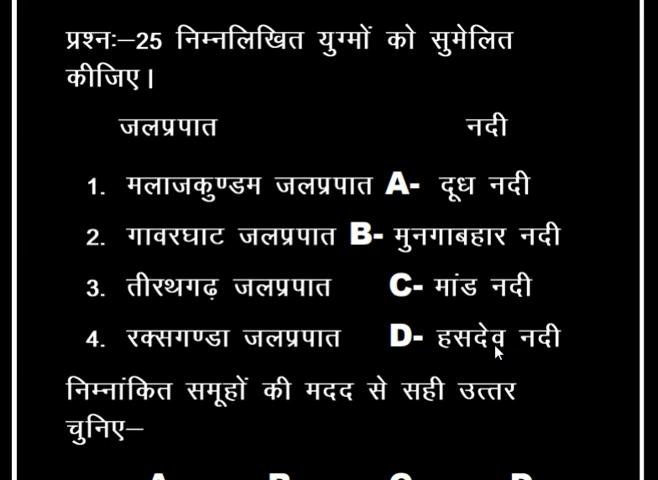 प्रश्नः–25 निम्नलिखित युग्मों को सुमेलित
कीजिए।
जलप्रपात नदी
1. मलाजकुण्डम जलप्रपात A- दूध नदी
2. गावरघाट जलप्रपात B- मुनगाबहार नदी
3. तीरथगढ़ जलप्रपात C- मांड नदी
4. रक्सगण्डा जलप्रपात D- हसदेव नदी
निम्नांकित समूहों की मदद से सही उत्तर
चुनिए–